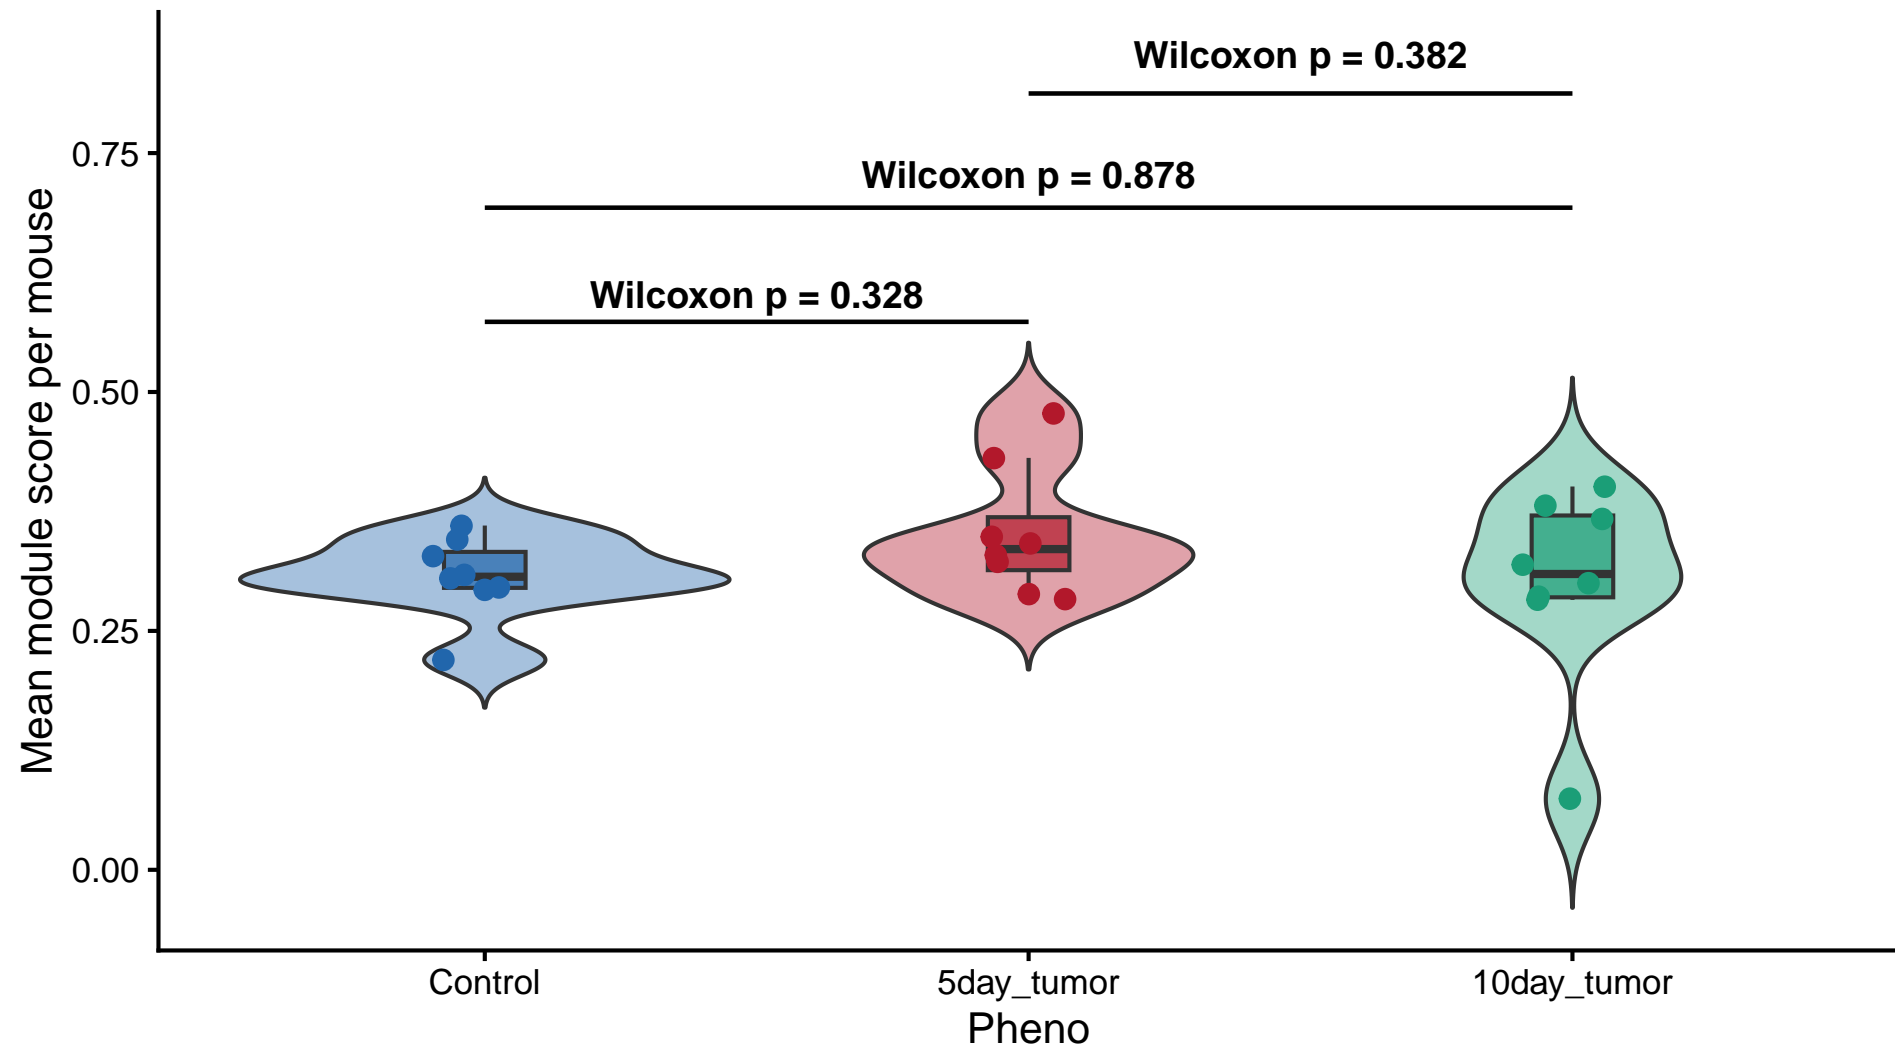 Wilcoxon p = 0.382
Wilcoxon p = 0.878
Wilcoxon p = 0.328
Mean module score per mouse
0.75
0.50
0.25
0.00
Control
5day_tumor
10day_tumor
Pheno